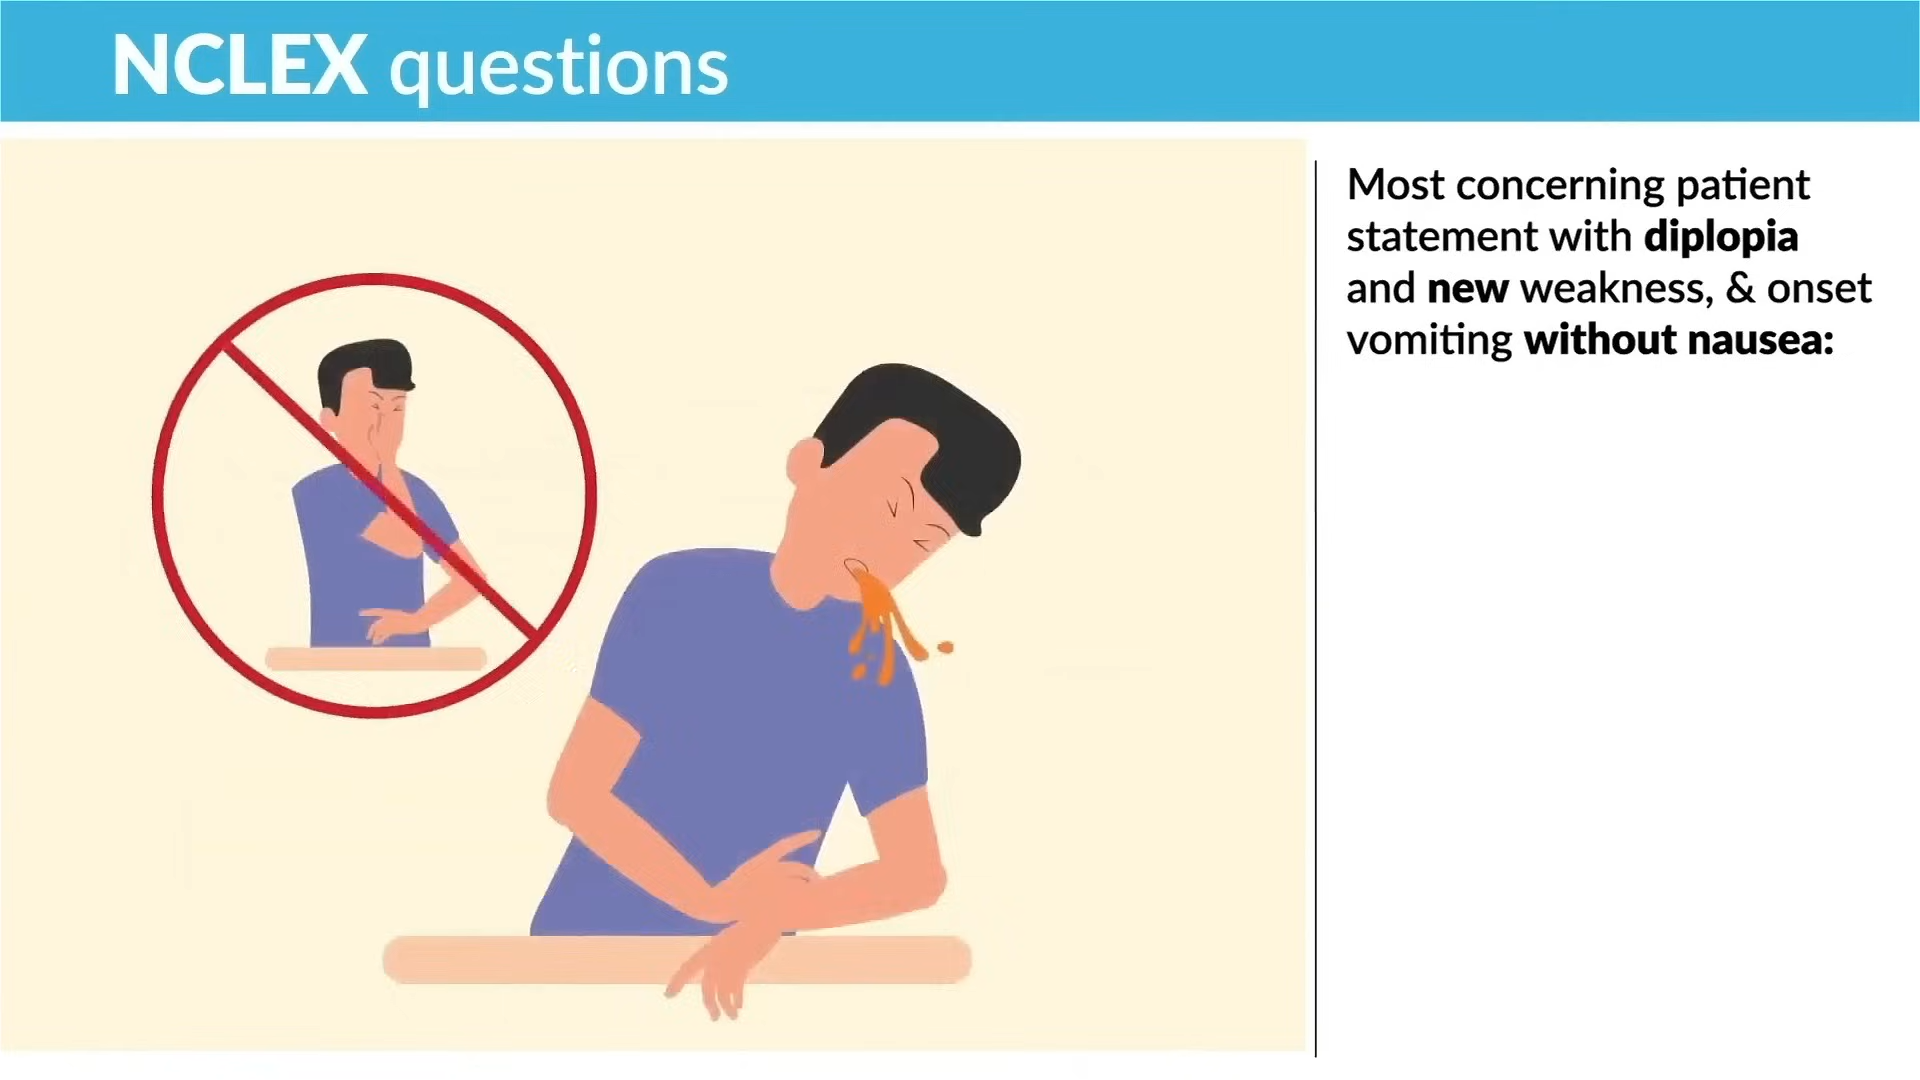 NCLEX questions
Most concerning patient
statement with diplopia
and new weakness, & onset
vomiting without nausea: